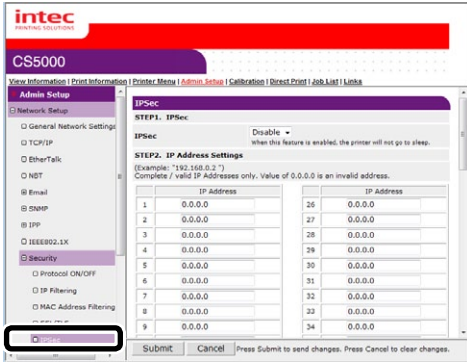 intec
PRINTING SOLUTIONS
CS5000
View Information | Print Information | Printer Menu | Admin Setup | Calibration | Direct Print | Job List | Links
Admin Setup
Network Setup
General Network Settings
TCP/IP
EtherTalk
NBT
Email
SNMP
IPP
IEEE802.1X
Security
Protocol ON/OFF
IP Filtering
MAC Address Filtering
IPSec
IPSec
STEP1. IPSec
IPSec
Disable
When this feature is enabled, the printer will not go to sleep.
STEP2. IP Address Settings
(Example: "192.168.0.2 ")
Complete / valid IP Addresses only. Value of 0.0.0.0 is an invalid address.
IP Address IP Address
1 0.0.0.0 26 0.0.0.0
2 0.0.0.0 27 0.0.0.0
3 0.0.0.0 28 0.0.0.0
4 0.0.0.0 29 0.0.0.0
5 0.0.0.0 30 0.0.0.0
6 0.0.0.0 31 0.0.0.0
7 0.0.0.0 32 0.0.0.0
8 0.0.0.0 33 0.0.0.0
9 0.0.0.0 34 0.0.0.0
Submit Cancel Press Submit to send changes. Press Cancel to clear changes.